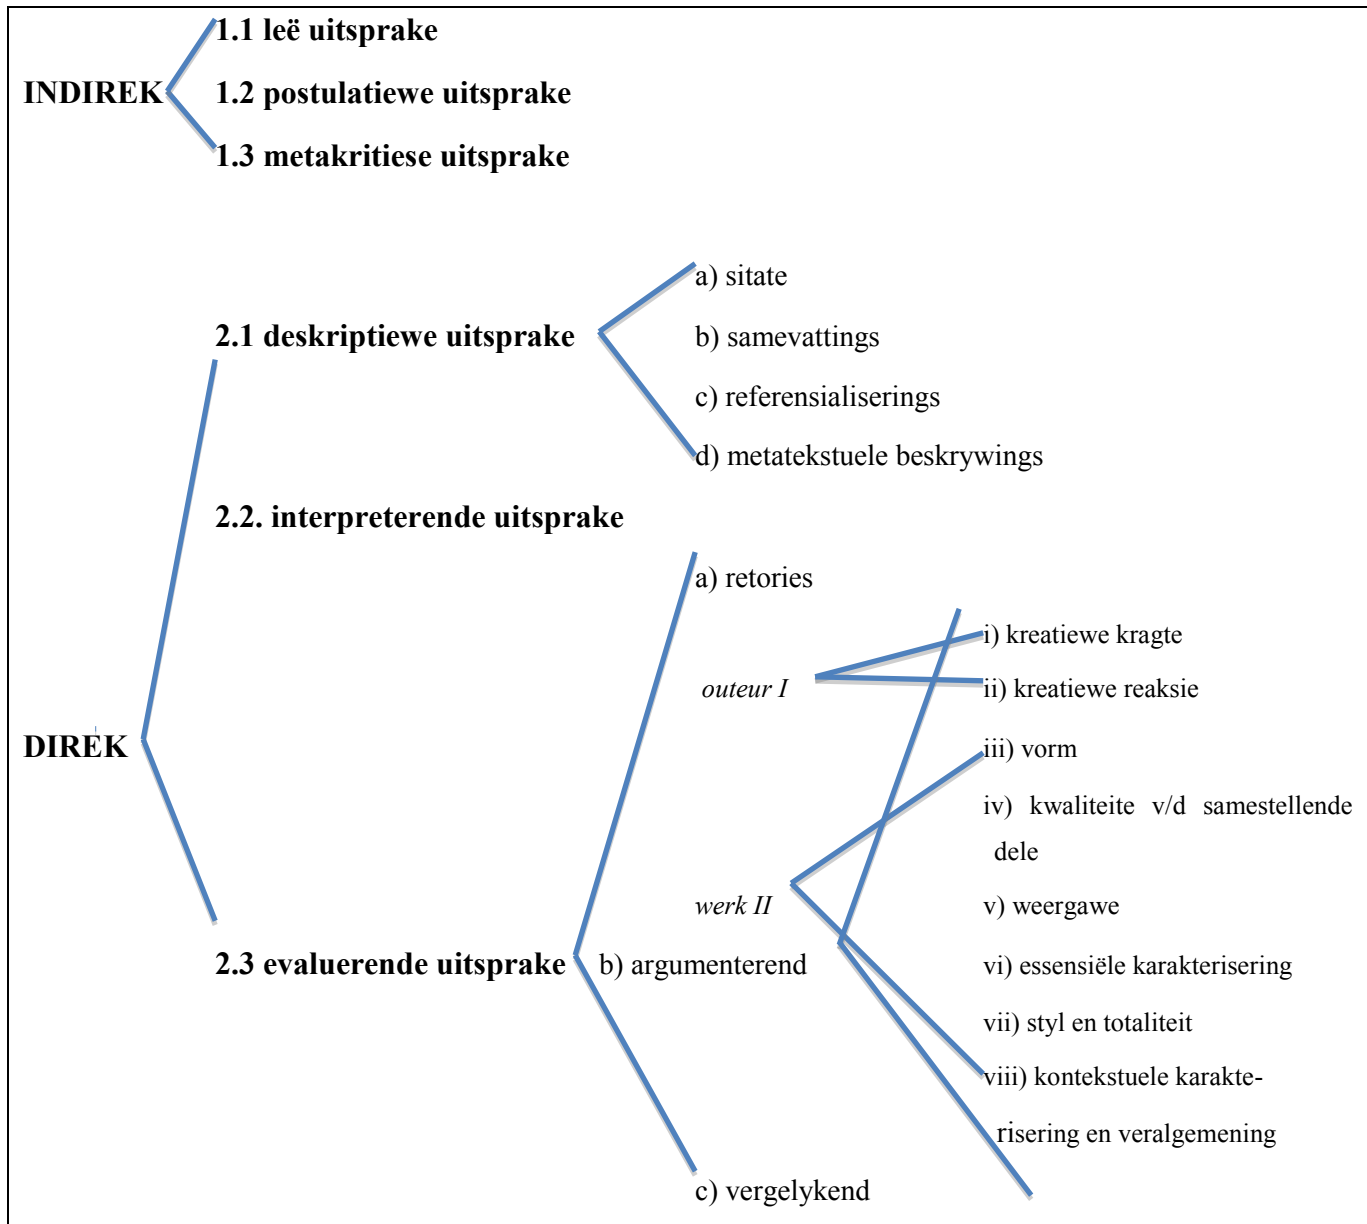 1.1 leë uitsprake
INDIREK
1.2 postulatiewe uitsprake
1.3 metakritiese uitsprake
a) sitate
2.1 deskriptiewe uitsprake
b) samevattings
c) referensialiserings
d) metatekstuele beskrywings
2.2. interpreterende uitsprake
a) retories
i) kreatiewe kragte
outeur I
ii) kreatiewe reaksie
DIREK
iii) vorm
iv) kwaliteite v/d samestellende
dele
werk II
v) weergawe
2.3 evaluerende uitsprake
b) argumenterend
vi) essensiële karakterisering
vii) styl en totaliteit
viii) kontekstuele karakte-
risering en veralgemening
c) vergelykend